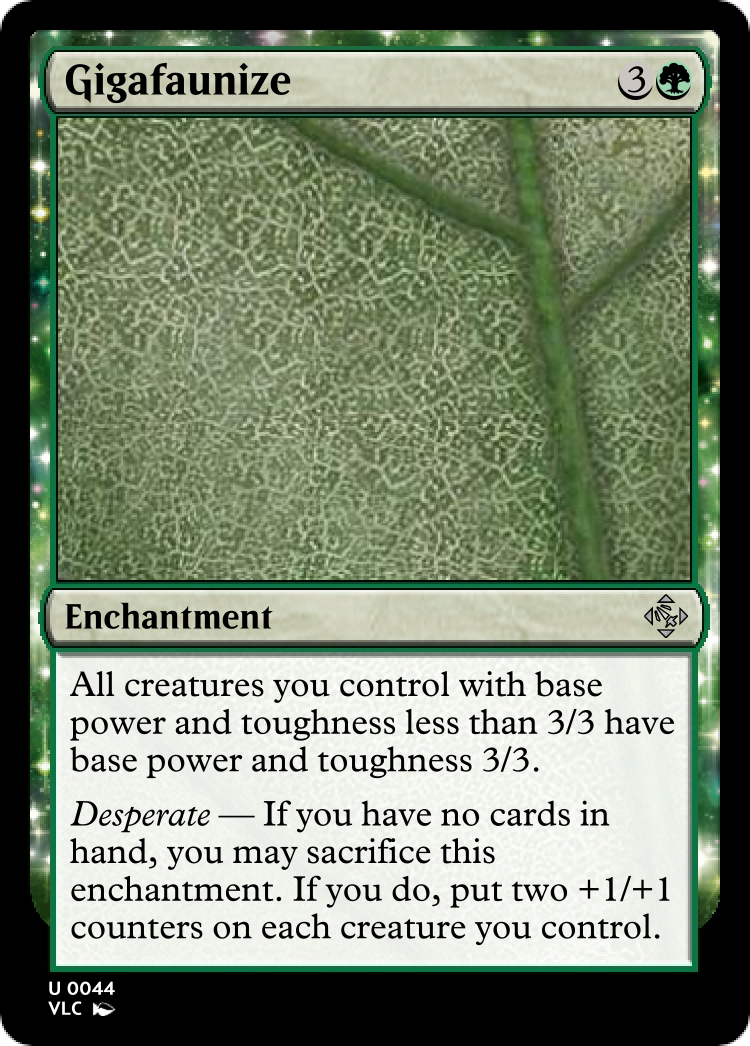 Gigafaunize 3
Enchantment
All creatures you control with base
power and toughness less than 3/3 have
base power and toughness 3/3.
Desperate — If you have no cards in
hand, you may sacrifice this
enchantment. If you do, put two +1/+1
counters on each creature you control.
U 0044
VLC